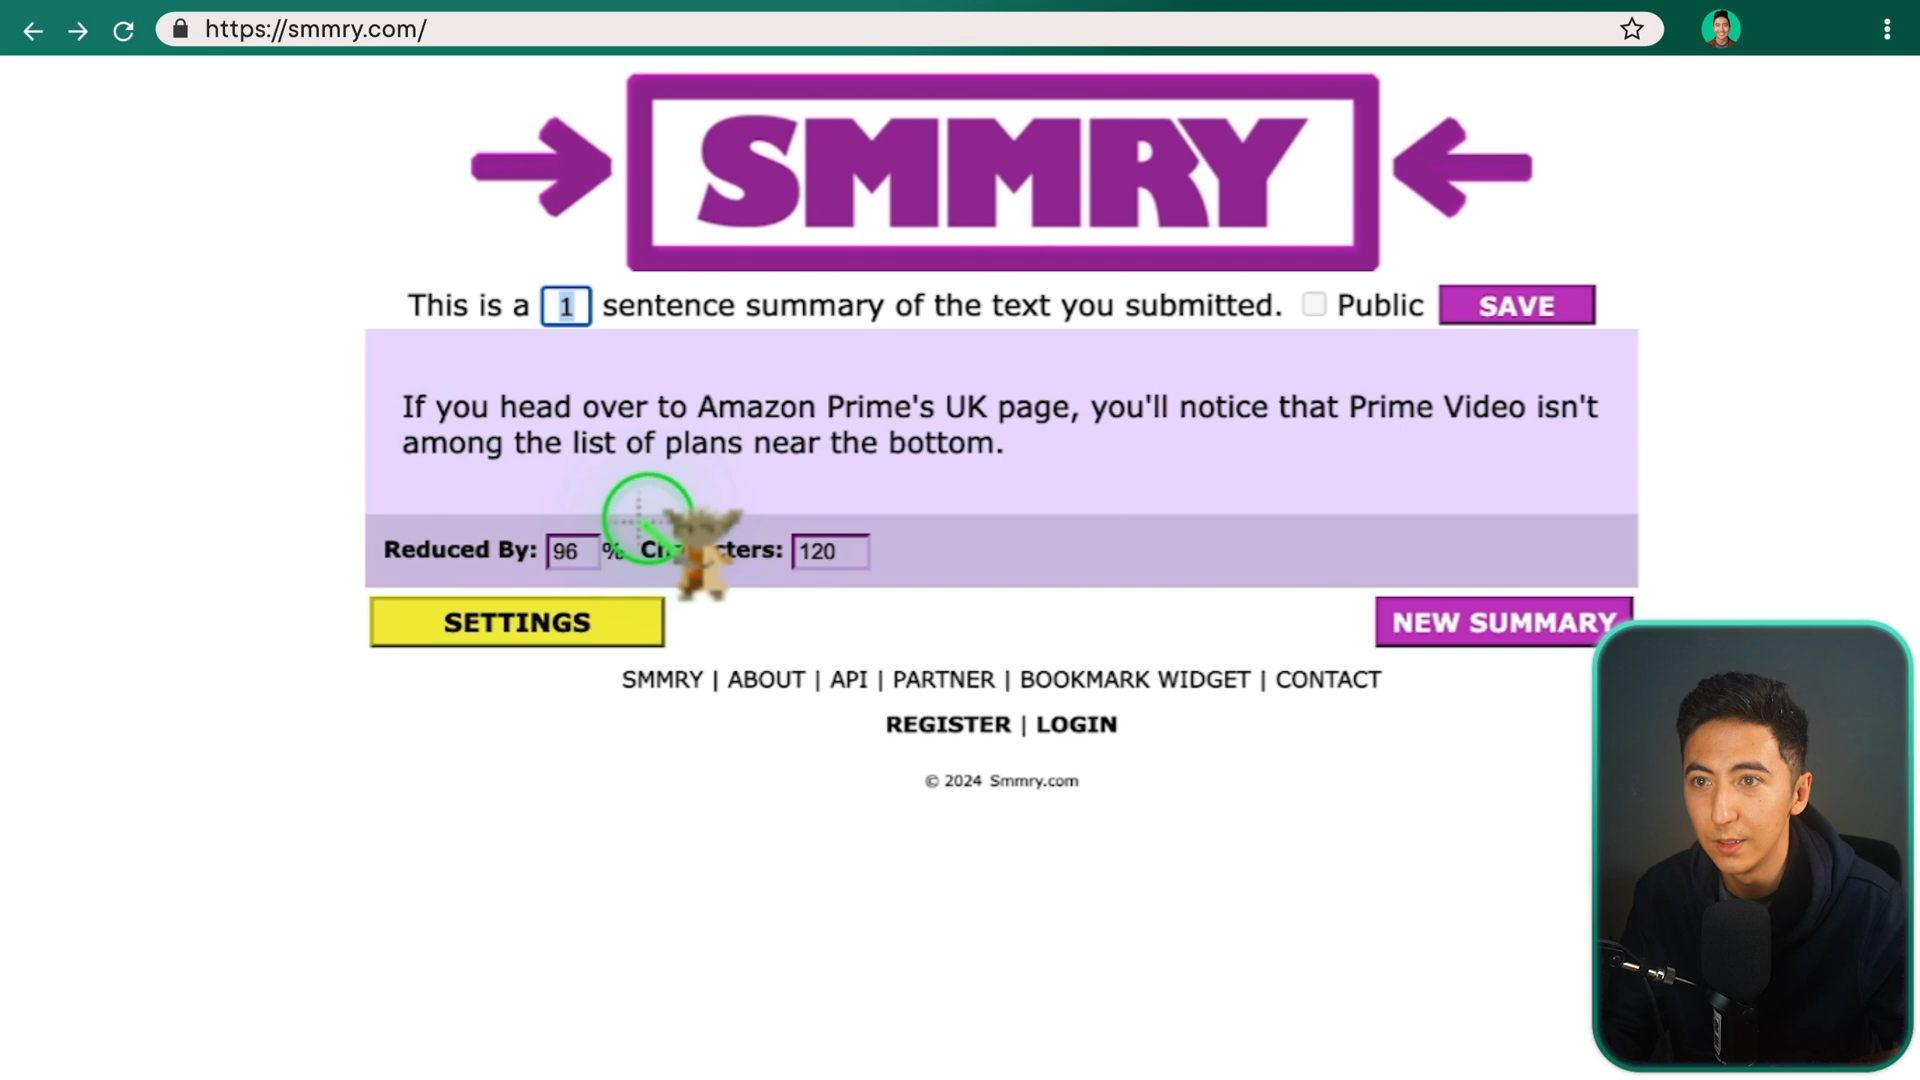 https://smmry.com/
SMMRY
This is a 1 sentence summary of the text you submitted. Public SAVE
If you head over to Amazon Prime's UK page, you'll notice that Prime Video isn't
among the list of plans near the bottom.
Reduced By: 96 % 120
SETTINGS NEW SUMMARY
SMMRY | ABOUT | API | PARTNER | BOOKMARK WIDGET | CONTACT
REGISTER | LOGIN
© 2024 Smmry.com